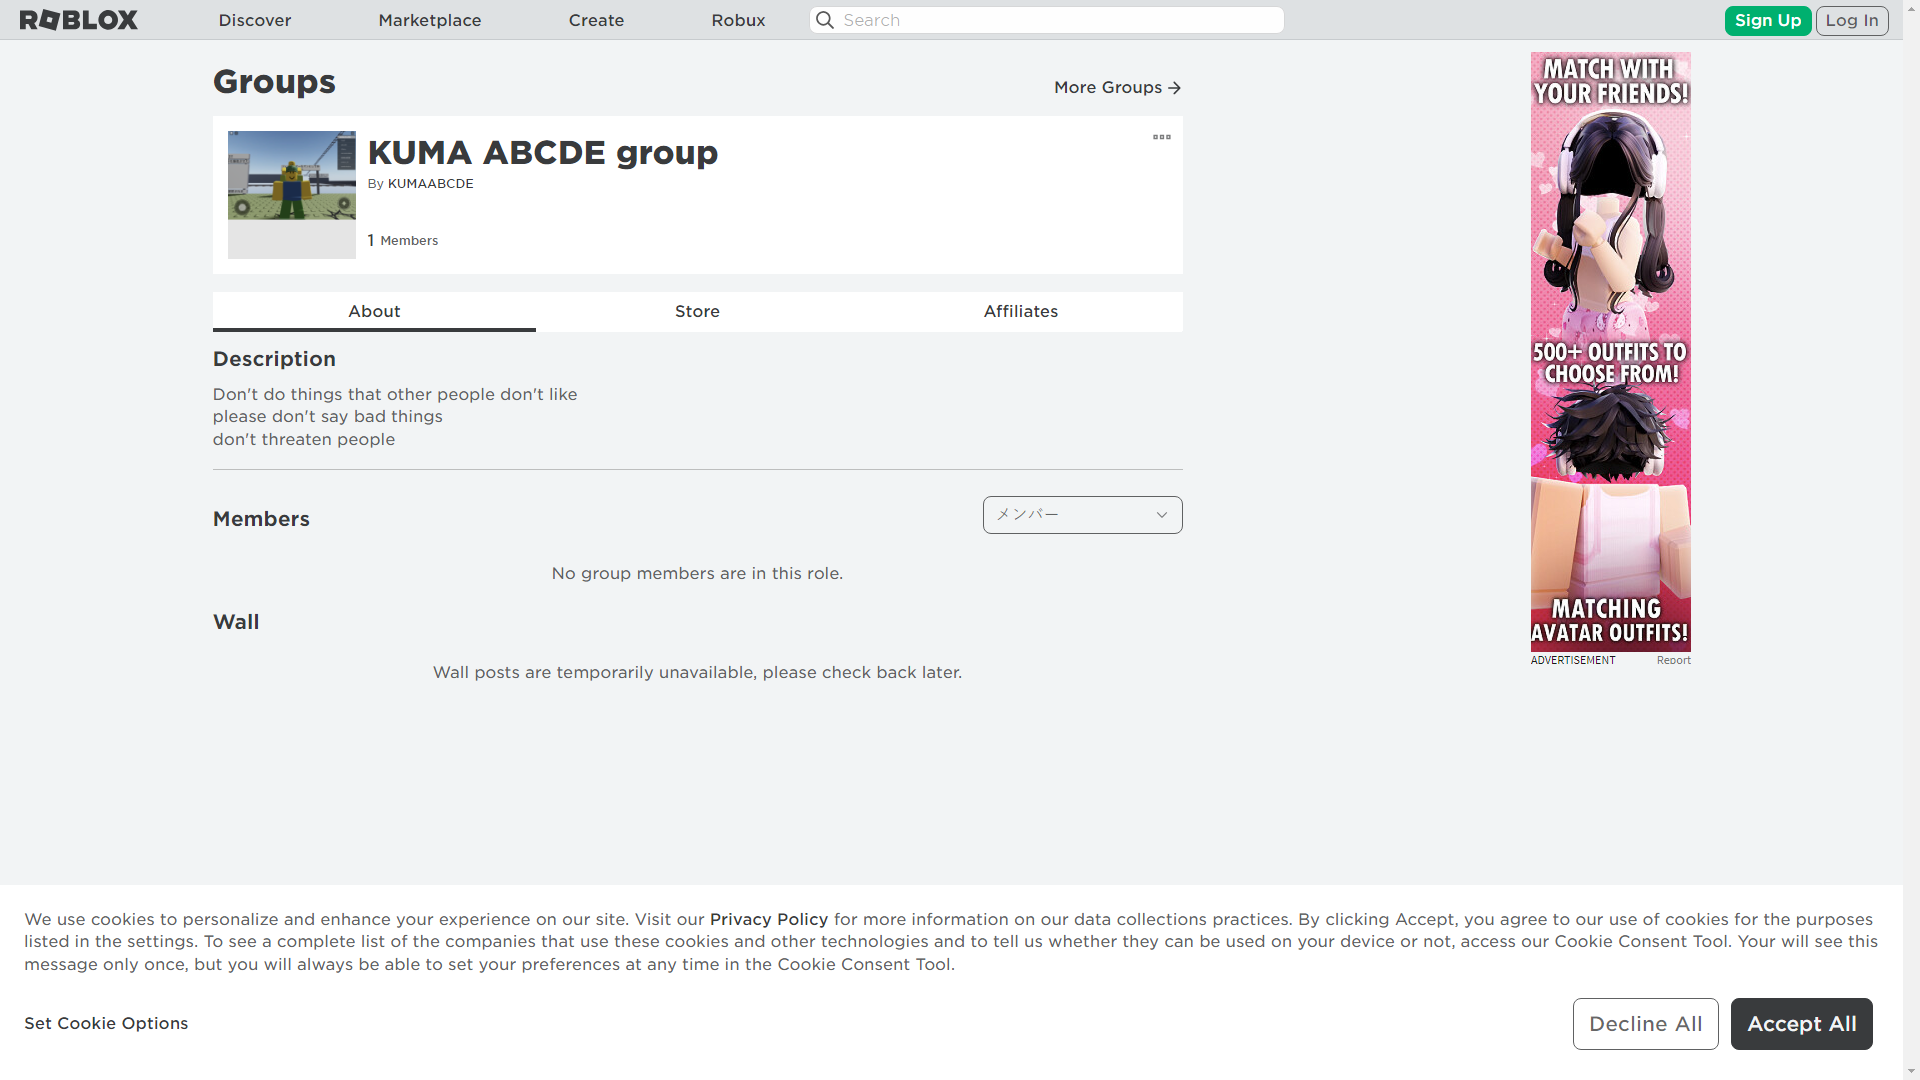 ROBLOX
Discover
Marketplace
Create
Robux
Search
Sign Up
Log In
Groups
More Groups
KUMA ABCDE group
By KUMAABCDE
1 Members
About
Store
Affiliates
Description
Don't do things that other people don't like
please don't say bad things
don't threaten people
Members
メンバー
No group members are in this role.
Wall
Wall posts are temporarily unavailable, please check back later.
MATCH WITH
YOUR FRIENDS!
500+ OUTFITS TO
CHOOSE FROM!
MATCHING
AVATAR OUTFITS!
ADVERTISEMENT
Report
We use cookies to personalize and enhance your experience on our site. Visit our Privacy Policy for more information on our data collections practices. By clicking Accept, you agree to our use of cookies for the purposes
listed in the settings. To see a complete list of the companies that use these cookies and other technologies and to tell us whether they can be used on your device or not, access our Cookie Consent Tool. Your will see this
message only once, but you will always be able to set your preferences at any time in the Cookie Consent Tool.
Set Cookie Options
Decline All
Accept All